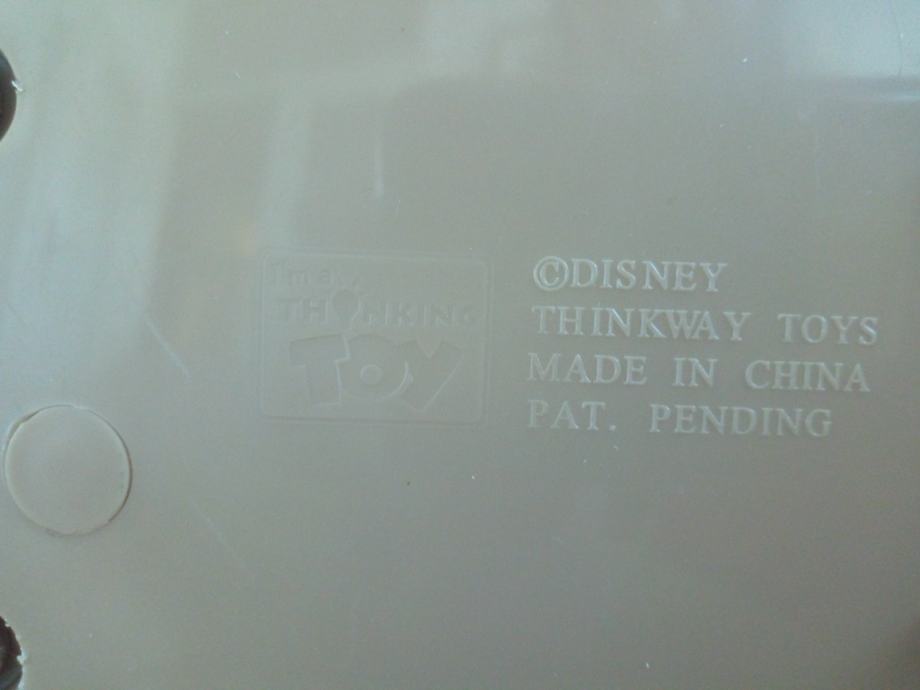 I'm a
THINKING
TOY
©DISNEY
THINKWAY TOYS
MADE IN CHINA
PAT. PENDING